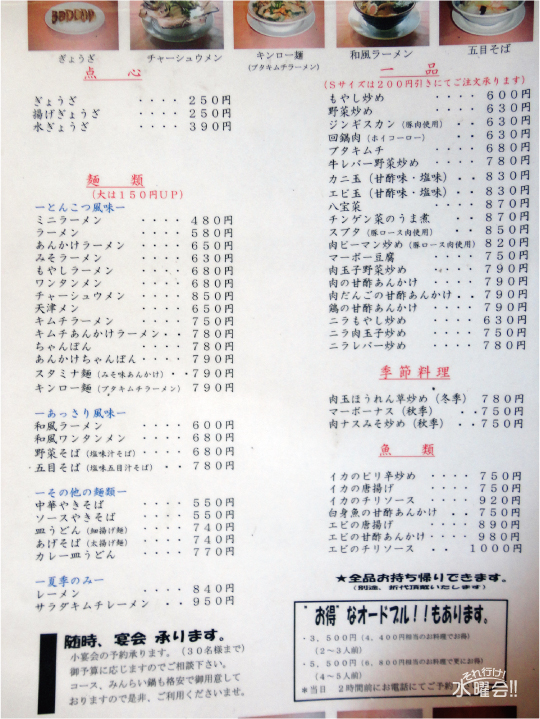 ぎょうざ
チャーシュウメン
キンロー麺
(ブタキムチラーメン)
和風ラーメン
五目そば
点心
ぎょうざ ・・・・ 250円
揚げぎょうざ ・・・・ 250円
水ぎょうざ ・・・・ 390円
麺類
(大は150円UP)
ーとんこつ風味ー
ミニラーメン ・・・・ 480円
ラーメン ・・・・ 580円
あんかけラーメン ・・・・ 650円
みそラーメン ・・・・ 630円
もやしラーメン ・・・・ 680円
ワンタンメン ・・・・ 680円
チャーシュウメン ・・・・ 850円
天津メン ・・・・ 650円
キムチラーメン ・・・・ 750円
キムチあんかけラーメン・・ 780円
ちゃんぽん ・・・・ 780円
あんかけちゃんぽん ・・・・ 790円
スタミナ麺(みそ味あんかけ)・・ 790円
キンロー麺(ブタキムチラーメン) 790円
ーあっさり風味ー
和風ラーメン ・・・・ 600円
和風ワンタンメン ・・・・ 680円
野菜そば(塩味汁そば) ・・・・ 680円
五目そば(塩味五目汁そば) ・・ 780円
ーその他の麺類ー
中華やきそば ・・・・ 550円
ソースやきそば ・・・・ 550円
皿うどん(細揚げ麺) ・・・・ 740円
あげそば(太揚げ麺) ・・・・ 740円
カレー皿うどん ・・・・ 770円
ー夏季のみー
レーメン ・・・・ 840円
サラダキムチレーメン ・・ 950円
随時、宴会 承ります。
小宴会の予約承ります。(30名様まで)
御予算に応じますのでご相談下さい。
コース、みんらい鍋も格安で御用意して
おりますので是非、ご利用くださいませ。
一品
(Sサイズは200円引きにてご注文承ります)
もやし炒め ・・・・ 600円
野菜炒め ・・・・ 630円
ジンギスカン(豚肉使用) ・・ 630円
回鍋肉(ホイコーロー) ・・ 630円
ブタキムチ ・・・・ 680円
牛レバー野菜炒め ・・・・ 780円
カニ玉(甘酢味・塩味) ・・ 830円
エビ玉(甘酢味・塩味) ・・ 830円
八宝菜 ・・・・ 870円
チンゲン菜のうま煮 ・・・・ 870円
スブタ(豚ロース肉使用) ・・ 850円
肉ピーマン炒め(豚ロース肉使用) 820円
マーボー豆腐 ・・・・ 750円
肉玉子野菜炒め ・・・・ 790円
肉の甘酢あんかけ ・・・・ 790円
肉だんごの甘酢あんかけ ・・ 790円
鶏の甘酢あんかけ ・・・・ 790円
ニラもやし炒め ・・・・ 630円
ニラ肉玉子炒め ・・・・ 750円
ニラレバー炒め ・・・・ 780円
季節料理
肉玉ほうれん草炒め(冬季) 780円
マーボーナス(秋季) ・・ 750円
肉ナスみそ炒め(秋季) ・・ 750円
魚類
イカのピリ辛炒め ・・・・ 750円
イカの唐揚げ ・・・・ 750円
イカのチリソース ・・・・ 920円
白身魚の甘酢あんかけ ・・ 750円
エビの唐揚げ ・・・・ 890円
エビの甘酢あんかけ ・・・・ 980円
エビのチリソース ・・ 1000円
★全品お持ち帰りできます。
(別途、折代頂戴いたします)
"お得"なオードブル!!もあります。
・3,500円(4,400円相当のお料理でお得)
(2〜3人前)
・5,500円(6,800円相当のお料理で更にお得)
(4〜5人前)
*当日 2時間前にお電話にてご予約
それ行け!
水曜会!!